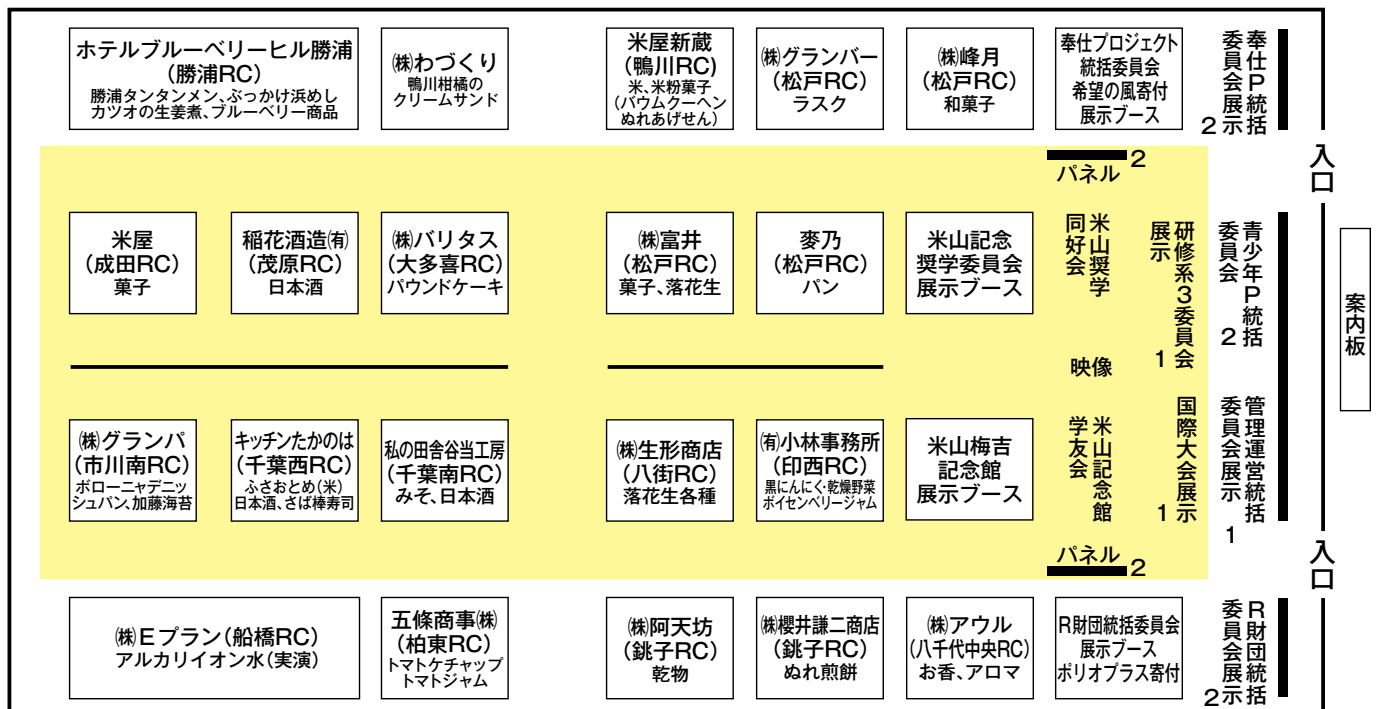 ホテルブルーベリーヒル勝浦
(勝浦RC)
勝浦タンタンメン、ぶっかけ浜めし
カツオの生姜煮、ブルーベリー商品
㈱わづくり
鴨川柑橘の
クリームサンド
米屋新蔵
(鴨川RC)
米、米粉菓子
(バウムクーヘン
ぬれあげせん)
㈱グランバー
(松戸RC)
ラスク
㈱峰月
(松戸RC)
和菓子
奉仕プロジェクト
統括委員会
希望の風寄付
展示ブース
奉仕P統括
委員会展示
2
入口
パネル 2
米屋
(成田RC)
菓子
稲花酒造㈲
(茂原RC)
日本酒
㈱バリタス
(大多喜RC)
パウンドケーキ
㈱富井
(松戸RC)
菓子、落花生
麥乃
(松戸RC)
パン
米山記念
奨学委員会
展示ブース
米山奨学
同好会
研修系3委員会
展示
1
青少年P統括
委員会
2
案内板
映像
㈱グランパ
(市川南RC)
ボローニャデニッ
シュパン、加藤海苔
キッチンたかのは
(千葉西RC)
ふさおとめ(米)
日本酒、さば棒寿司
私の田舎谷当工房
(千葉南RC)
みそ、日本酒
㈱生形商店
(八街RC)
落花生各種
㈲小林事務所
(印西RC)
黒にんにく・乾燥野菜
ボイセンベリージャム
米山梅吉
記念館
展示ブース
米山記念館
学友会
国際大会展示
1
管理運営統括
委員会展示
1
入口
パネル 2
㈱Eプラン(船橋RC)
アルカリイオン水(実演)
五條商事㈱
(柏東RC)
トマトケチャップ
トマトジャム
㈱阿天坊
(銚子RC)
乾物
㈱櫻井謙二商店
(銚子RC)
ぬれ煎餅
㈱アウル
(八千代中央RC)
お香、アロマ
R財団統括委員会
展示ブース
ポリオプラス寄付
R財団統括
委員会展示
2